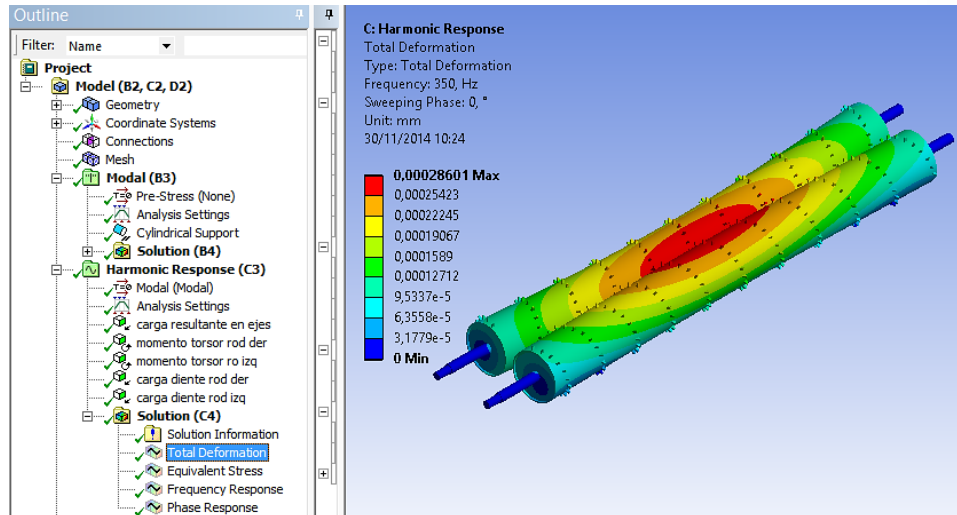 Outline
Filter: Name
Project
Model (B2, C2, D2)
Geometry
Coordinate Systems
Connections
Mesh
Modal (B3)
Pre-Stress (None)
Analysis Settings
Cylindrical Support
Solution (B4)
Harmonic Response (C3)
Modal (Modal)
Analysis Settings
carga resultante en ejes
momento torsor rod der
momento torsor ro izq
carga diente rod der
carga diente rod izq
Solution (C4)
Solution Information
Total Deformation
Equivalent Stress
Frequency Response
Phase Response
C: Harmonic Response
Total Deformation
Type: Total Deformation
Frequency: 350, Hz
Sweeping Phase: 0, °
Unit: mm
30/11/2014 10:24
0,00028601 Max
0,00025423
0,00022245
0,00019067
0,0001589
0,00012712
9,5337e-5
6,3558e-5
3,1779e-5
0 Min